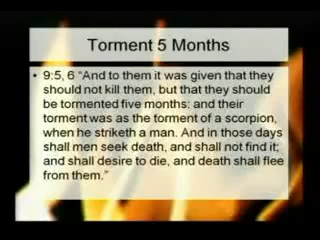 Torment 5 Months
• 9:5, 6 “And to them it was given that they
should not kill them, but that they should
be tormented five months: and their
torment was as the torment of a scorpion,
when he striketh a man. And in those days
shall men seek death, and shall not find it;
and shall desire to die, and death shall flee
from them.”